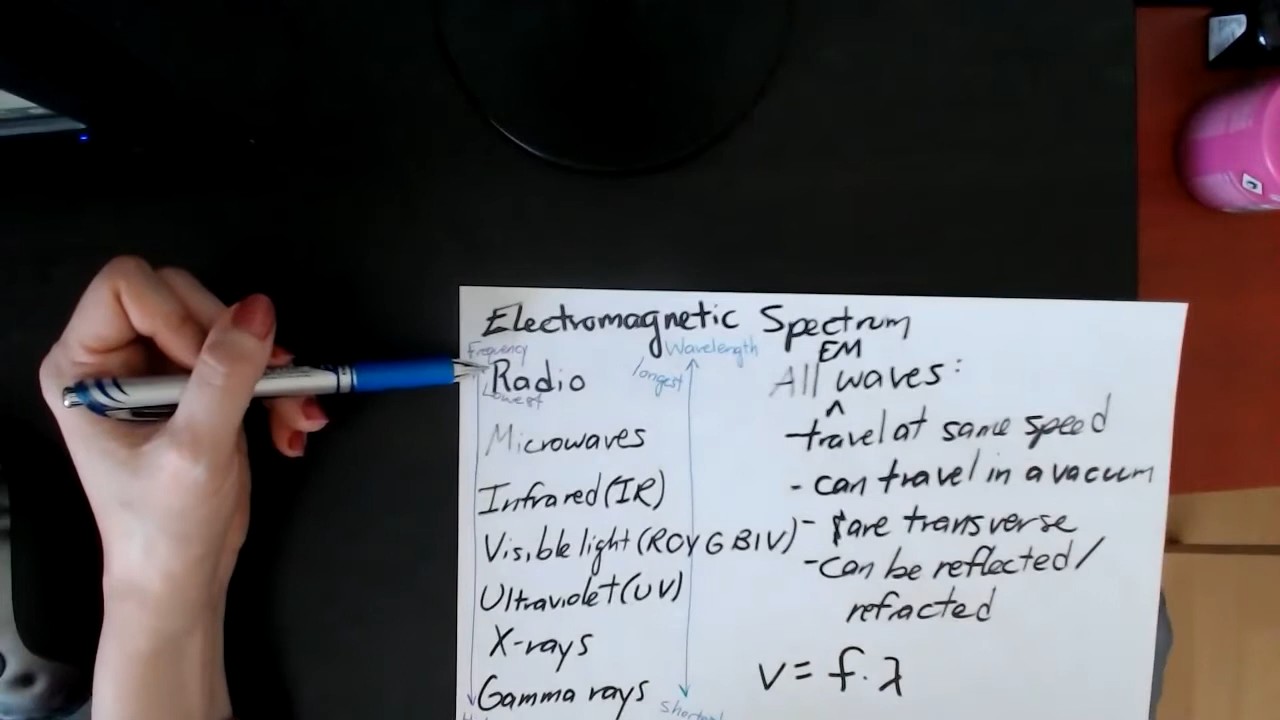 Electromagnetic Spectrum
Frequency
Wavelength
Radio
Lowest
longest
Microwaves
Infrared (IR)
Visible light (ROYGBIV)
Ultraviolet (UV)
X-rays
Gamma rays
All EM waves:
- travel at same speed
- can travel in a vacuum
- are transverse
- can be reflected/
refracted
v = f · λ